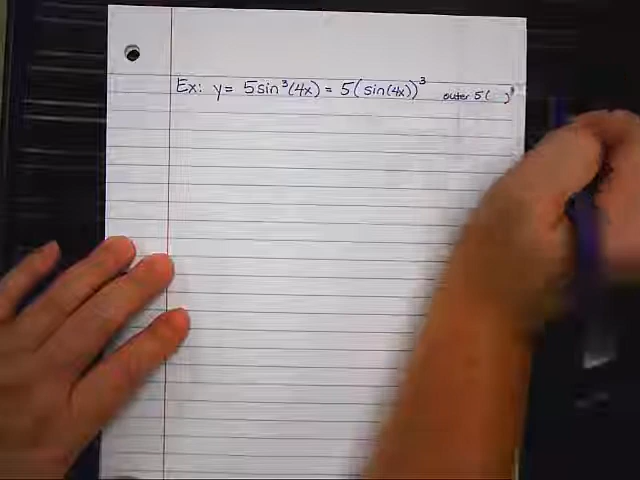 Ex: y = 5sin³(4x) = 5(sin(4x))³ outer 5( )³